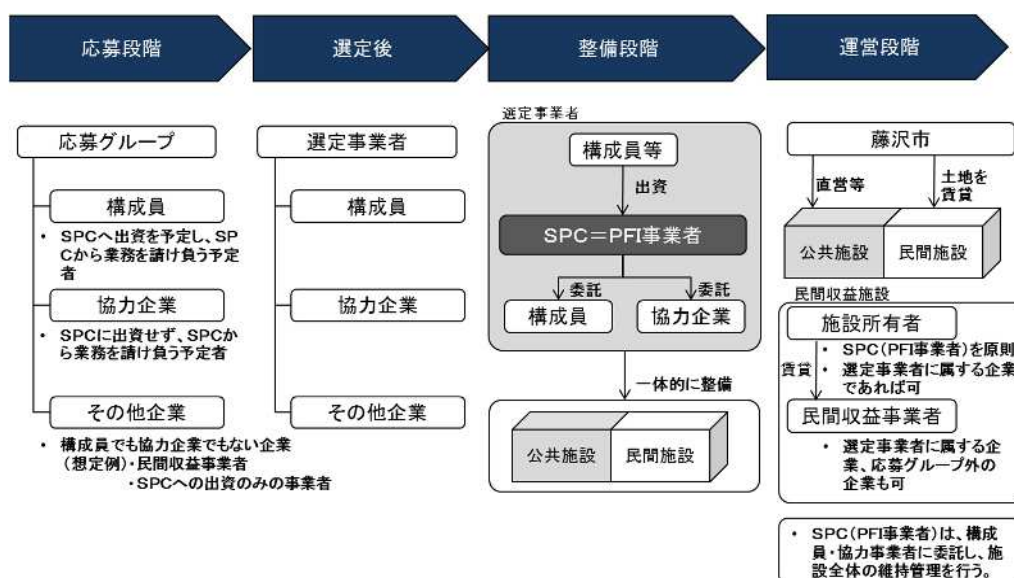 応募段階
選定後
整備段階
運営段階
応募グループ
構成員
・ SPCへ出資を予定し、SP
Cから業務を請け負う予定
者
協力企業
・ SPCに出資せず、SPCか
ら業務を請け負う予定者
その他企業
・ 構成員でも協力企業でもない企業
(想定例)・民間収益事業者
・SPCへの出資のみの事業者
選定事業者
構成員
協力企業
その他企業
選定事業者
構成員等
出資
SPC=PFI事業者
委託
委託
構成員
協力企業
一体的に整備
公共施設
民間施設
藤沢市
直営等
土地を
賃貸
公共施設
民間施設
民間収益施設
施設所有者
・ SPC(PFI事業者)を原則
賃貸
・ 選定事業者に属する企業
であれば可
民間収益事業者
・ 選定事業者に属する企
業、応募グループ外の
企業も可
・ SPC(PFI事業者)は、構成
員・協力事業者に委託し、施
設全体の維持管理を行う。